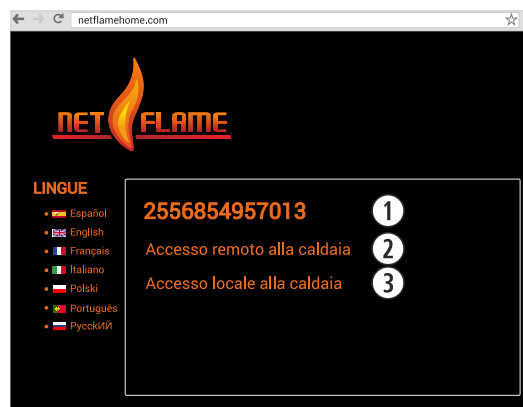 netflamehome.com
NET FLAME
LINGUE
Español
English
Français
Italiano
Polski
Português
РусскИЙ
2556854957013 1
Accesso remoto alla caldaia 2
Accesso locale alla caldaia 3